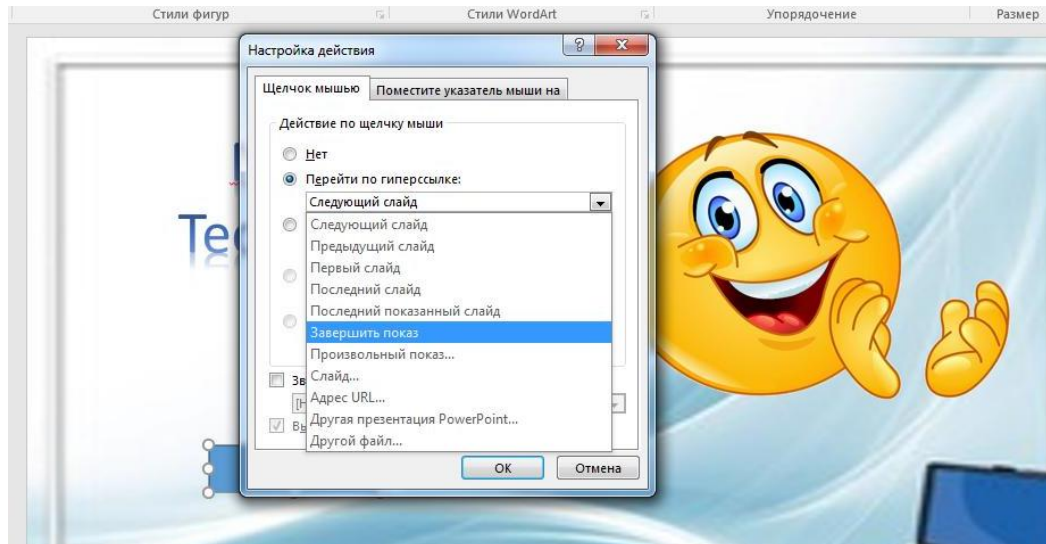 Стили фигур
Стили WordArt
Упорядочение
Размер
Настройка действия
Щелчок мышью
Поместите указатель мыши на
Действие по щелчку мыши
Нет
Перейти по гиперссылке:
Следующий слайд
Следующий слайд
Предыдущий слайд
Первый слайд
Последний слайд
Последний показанный слайд
Завершить показ
Произвольный показ...
Слайд...
Адрес URL...
Другая презентация PowerPoint...
Другой файл...
ОК
Отмена